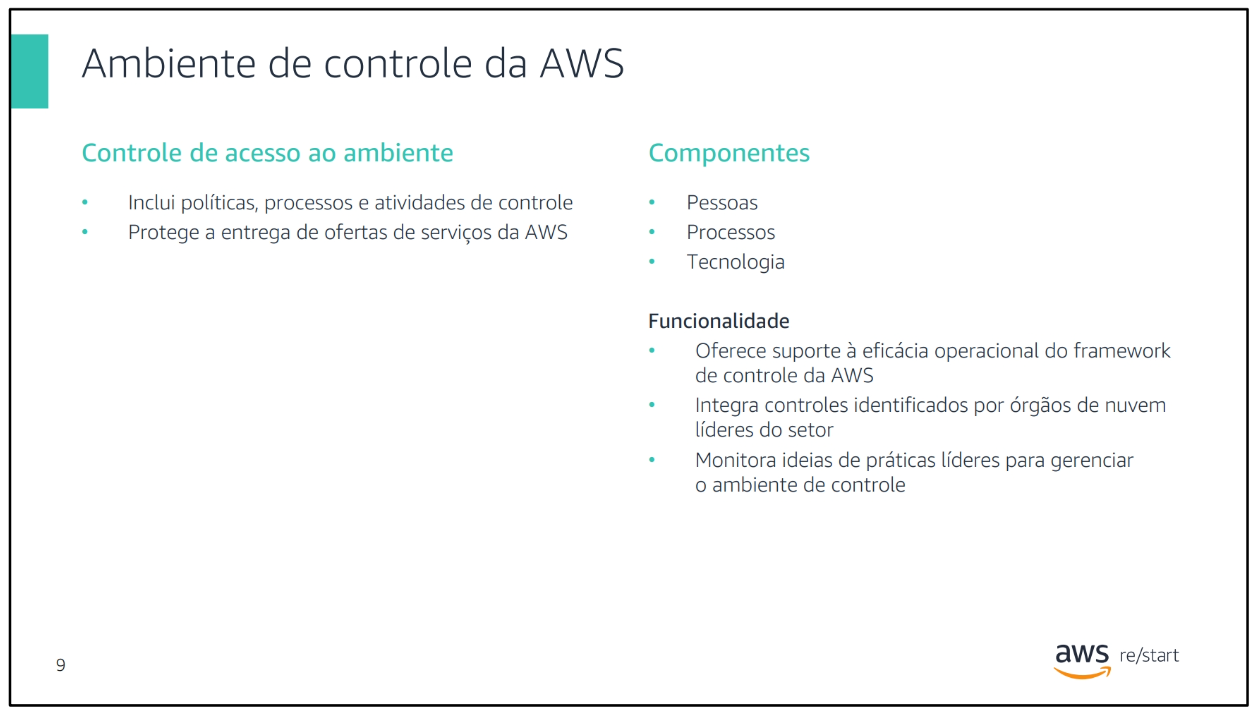 Ambiente de controle da AWS
Controle de acesso ao ambiente
• Inclui políticas, processos e atividades de controle
• Protege a entrega de ofertas de serviços da AWS
Componentes
• Pessoas
• Processos
• Tecnologia
Funcionalidade
• Oferece suporte à eficácia operacional do framework
de controle da AWS
• Integra controles identificados por órgãos de nuvem
líderes do setor
• Monitora ideias de práticas líderes para gerenciar
o ambiente de controle
9
aws re/start